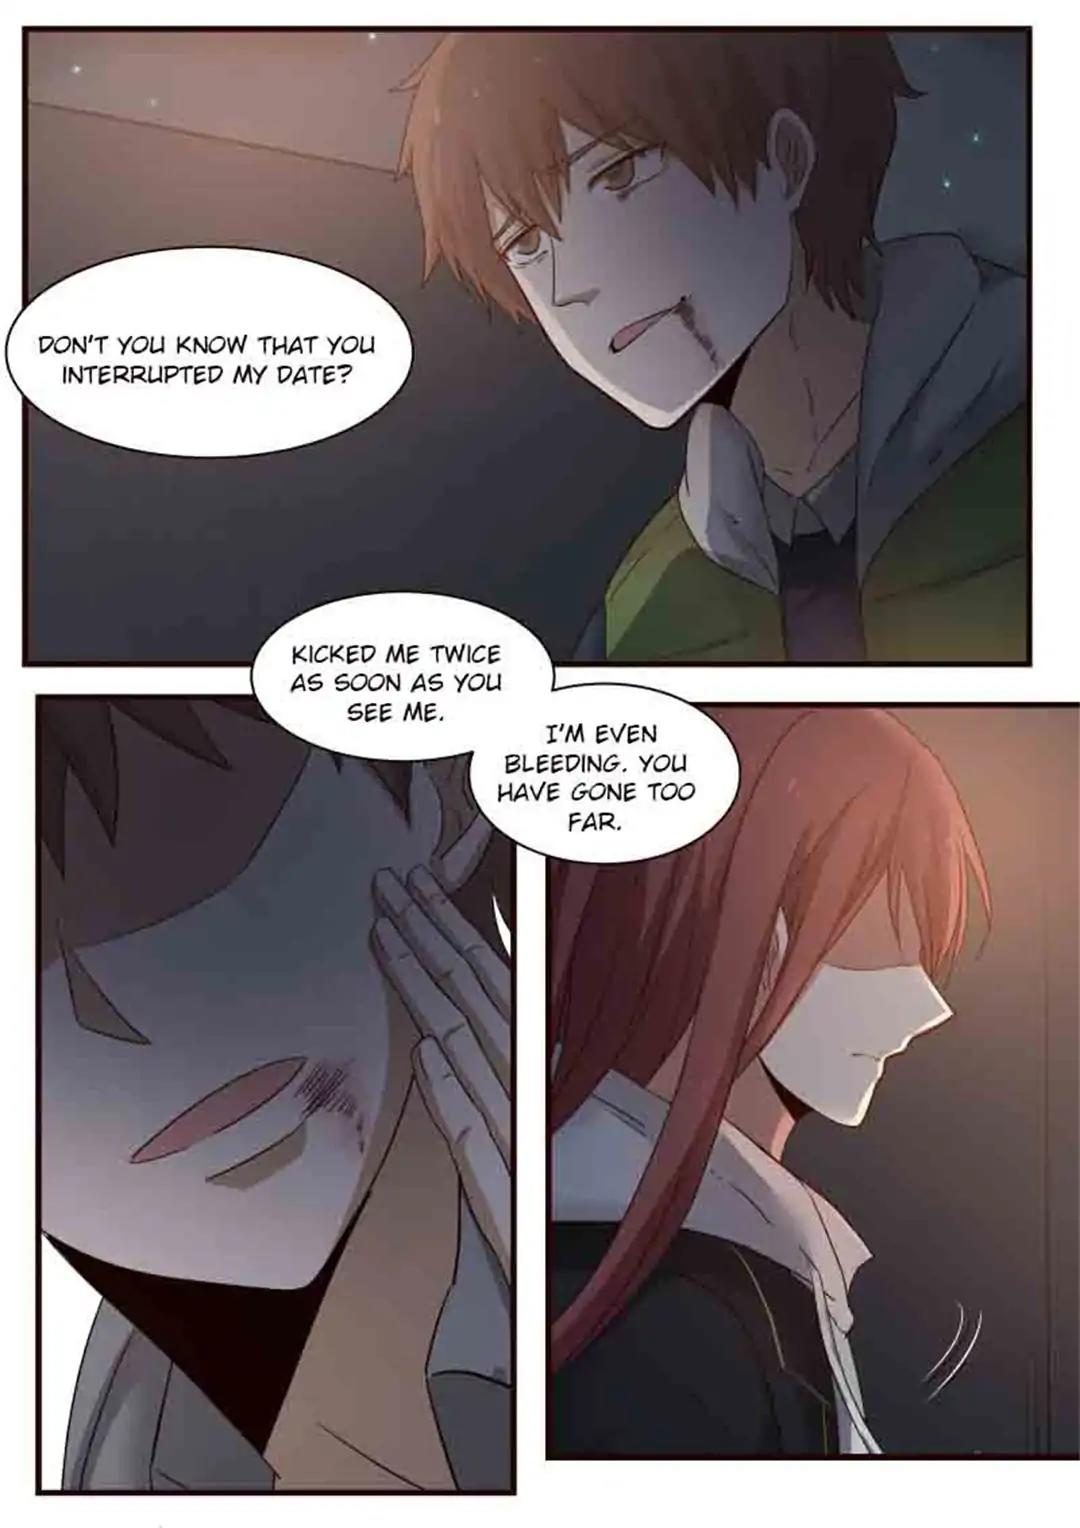 DON'T YOU KNOW THAT YOU
INTERRUPTED MY DATE?
KICKED ME TWICE
AS SOON AS YOU
SEE ME.
I'M EVEN
BLEEDING. YOU
HAVE GONE TOO
FAR.